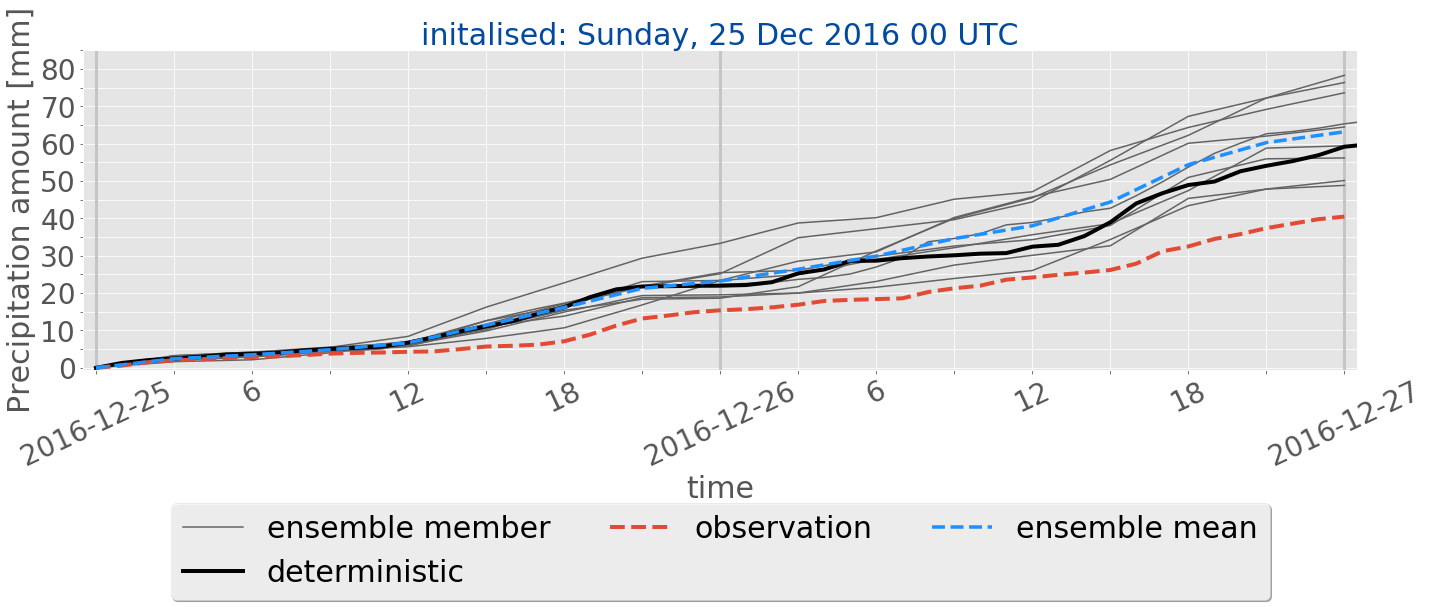 initalised: Sunday, 25 Dec 2016 00 UTC
Precipitation amount [mm]
80
70
60
50
40
30
20
10
0
2016-12-25 6 12 18 2016-12-26 6 12 18 2016-12-27
time
ensemble member observation ensemble mean
deterministic